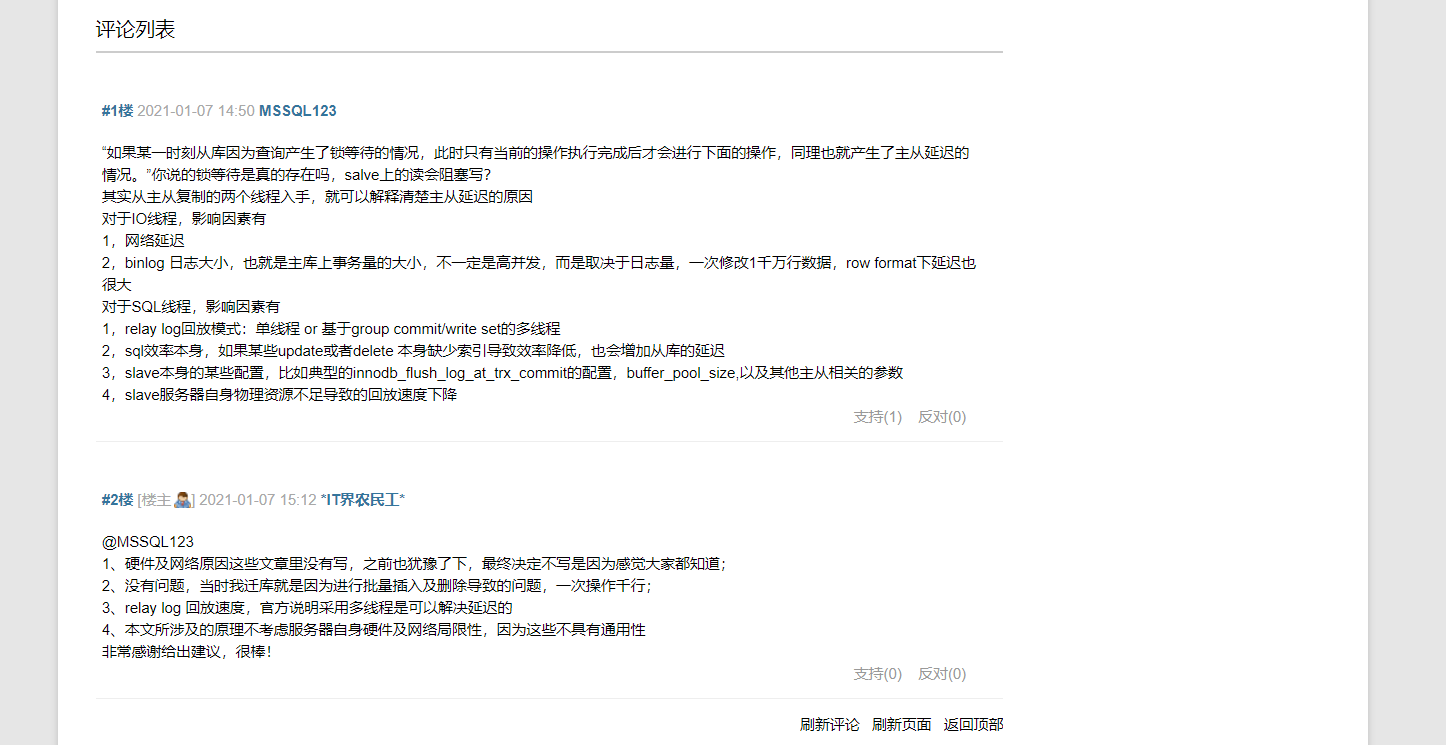 评论列表
#1楼 2021-01-07 14:50 MSSQL123
“如果某一时刻从库因为查询产生了锁等待的情况，此时只有当前的操作执行完成后才会进行下面的操作，同理也就产生了主从延迟的
情况。”你说的锁等待是真的存在吗，salve上的读会阻塞写？
其实从主从复制的两个线程入手，就可以解释清楚主从延迟的原因
对于IO线程，影响因素有
1，网络延迟
2，binlog 日志大小，也就是主库上事务量的大小，不一定是高并发，而是取决于日志量，一次修改1千万行数据，row format下延迟也
很大
对于SQL线程，影响因素有
1，relay log回放模式：单线程 or 基于group commit/write set的多线程
2，sql效率本身，如果某些update或者delete 本身缺少索引导致效率降低，也会增加从库的延迟
3，slave本身的某些配置，比如典型的innodb_flush_log_at_trx_commit的配置，buffer_pool_size,以及其他主从相关的参数
4，slave服务器自身物理资源不足导致的回放速度下降
支持(1) 反对(0)
#2楼 [楼主] 2021-01-07 15:12 *IT界农民工*
@MSSQL123
1、硬件及网络原因这些文章里没有写，之前也犹豫了下，最终决定不写是因为感觉大家都知道；
2、没有问题，当时我迁库就是因为进行批量插入及删除导致的问题，一次操作千行；
3、relay log 回放速度，官方说明采用多线程是可以解决延迟的
4、本文所涉及的原理不考虑服务器自身硬件及网络局限性，因为这些不具有通用性
非常感谢给出建议，很棒！
支持(0) 反对(0)
刷新评论 刷新页面 返回顶部